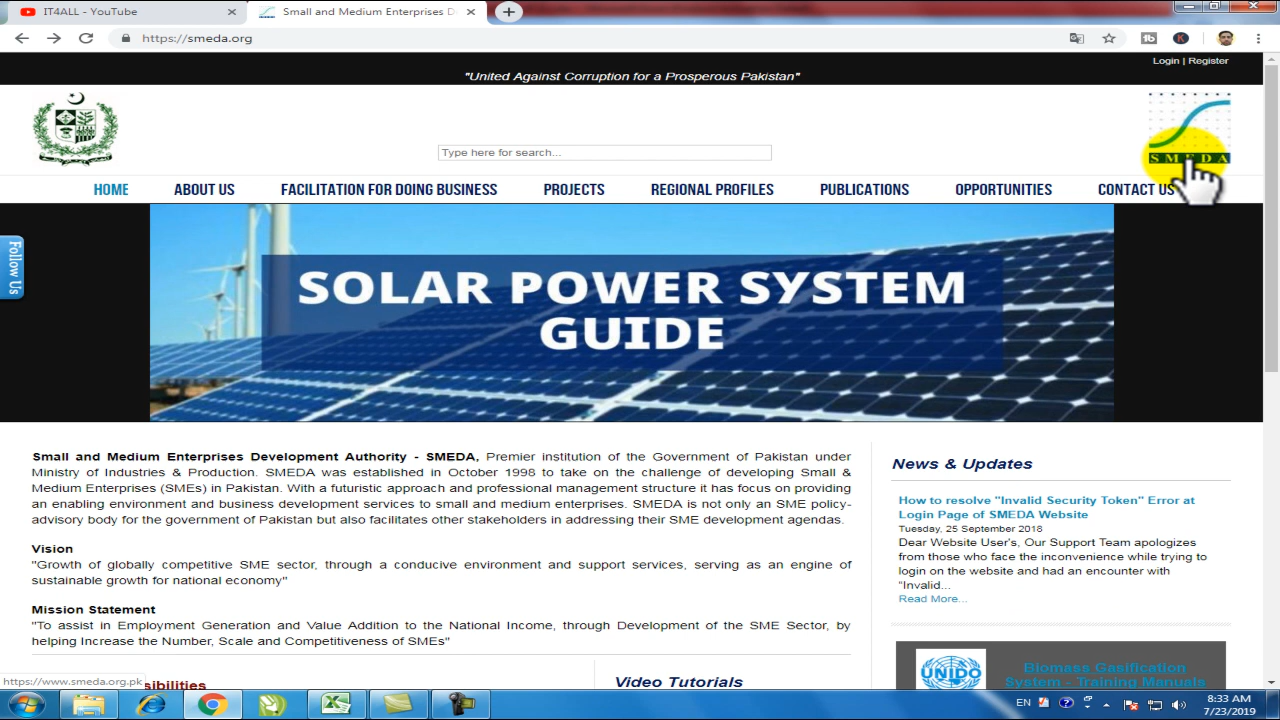 IT4ALL - YouTube
Small and Medium Enterprises D
https://smeda.org
Login | Register
"United Against Corruption for a Prosperous Pakistan"
Type here for search...
SMEDA
HOME ABOUT US FACILITATION FOR DOING BUSINESS PROJECTS REGIONAL PROFILES PUBLICATIONS OPPORTUNITIES CONTACT US
Follow Us
SOLAR POWER SYSTEM
GUIDE
Small and Medium Enterprises Development Authority - SMEDA, Premier institution of the Government of Pakistan under
Ministry of Industries & Production. SMEDA was established in October 1998 to take on the challenge of developing Small &
Medium Enterprises (SMEs) in Pakistan. With a futuristic approach and professional management structure it has focus on providing
an enabling environment and business development services to small and medium enterprises. SMEDA is not only an SME policy-
advisory body for the government of Pakistan but also facilitates other stakeholders in addressing their SME development agendas.
Vision
"Growth of globally competitive SME sector, through a conducive environment and support services, serving as an engine of
sustainable growth for national economy"
Mission Statement
"To assist in Employment Generation and Value Addition to the National Income, through Development of the SME Sector, by
helping Increase the Number, Scale and Competitiveness of SMEs"
News & Updates
How to resolve "Invalid Security Token" Error at
Login Page of SMEDA Website
Tuesday, 25 September 2018
Dear Website User's, Our Support Team apologizes
from those who face the inconvenience while trying to
login on the website and had an encounter with
"Invalid...
Read More...
UNIDO
Biomass Gasification
System - Training Manuals
Video Tutorials
https://www.smeda.org.pk
EN
8:33 AM
7/23/2019